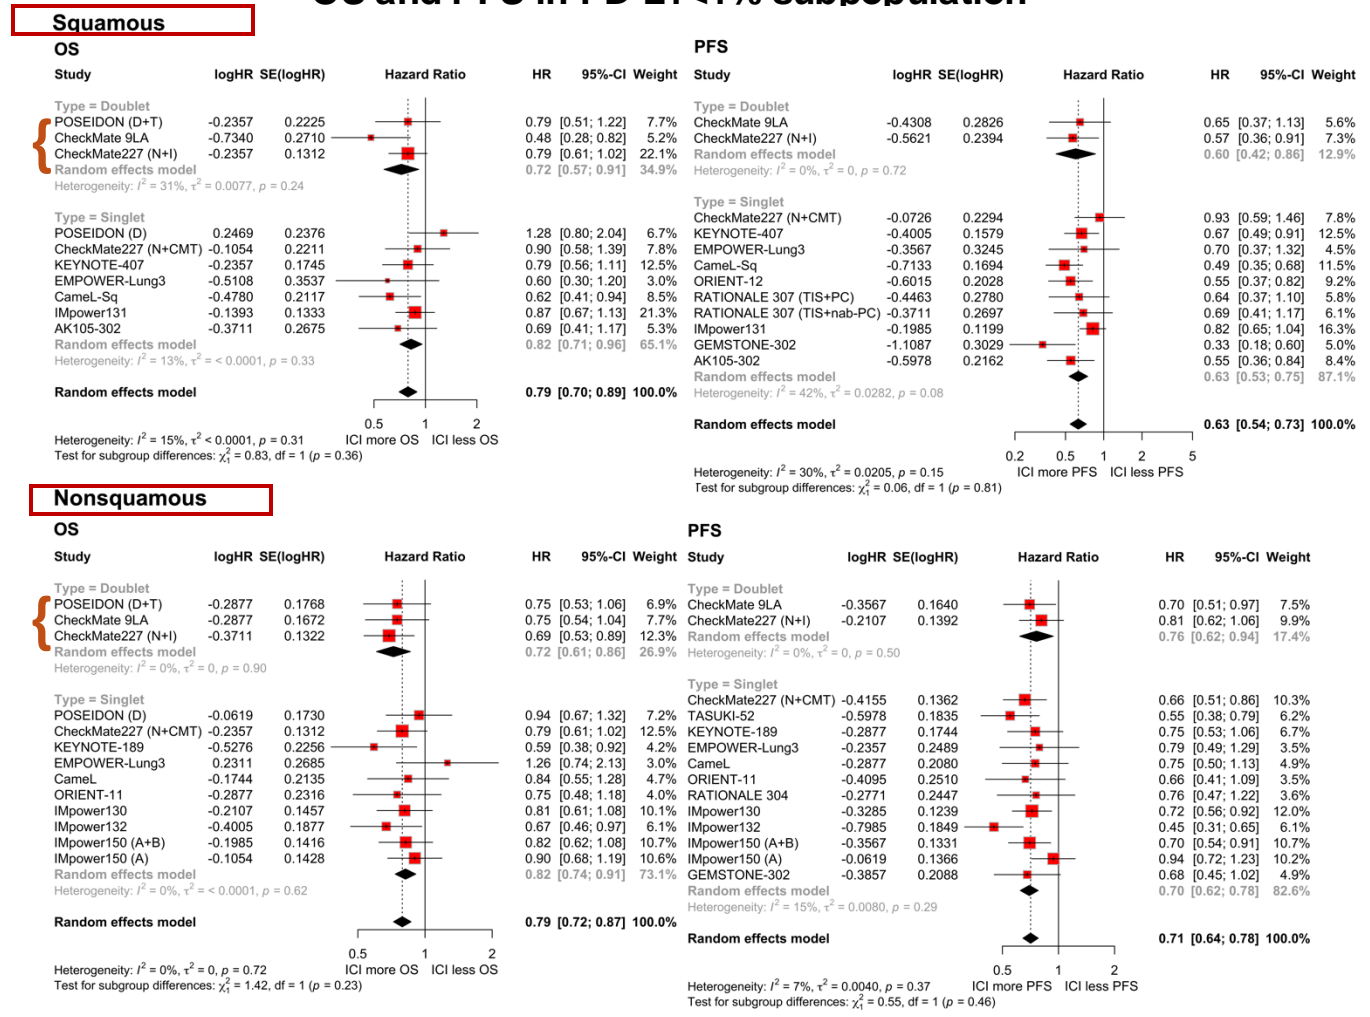 OS and PFS in PD-L1<1% subpopulation
Squamous
OS
Study logHR SE(logHR) Hazard Ratio HR 95%-CI Weight
Type = Doublet
POSEIDON (D+T) -0.2357 0.2225 0.79 [0.51; 1.22] 7.7%
CheckMate 9LA -0.7340 0.2710 0.48 [0.28; 0.82] 5.2%
CheckMate227 (N+I) -0.2357 0.1312 0.79 [0.61; 1.02] 22.1%
Random effects model 0.72 [0.57; 0.91] 34.9%
Heterogeneity: I² = 31%, τ² = 0.0077, p = 0.24
Type = Singlet
POSEIDON (D) 0.2469 0.2376 1.28 [0.80; 2.04] 6.7%
CheckMate227 (N+CMT) -0.1054 0.2211 0.90 [0.58; 1.39] 7.8%
KEYNOTE-407 -0.2357 0.1745 0.79 [0.56; 1.11] 12.5%
EMPOWER-Lung3 -0.5108 0.3537 0.60 [0.30; 1.20] 3.0%
CameL-Sq -0.4780 0.2117 0.62 [0.41; 0.94] 8.5%
IMpower131 -0.1393 0.1333 0.87 [0.67; 1.13] 21.3%
AK105-302 -0.3711 0.2675 0.69 [0.41; 1.17] 5.3%
Random effects model 0.82 [0.71; 0.96] 65.1%
Heterogeneity: I² = 13%, τ² = < 0.0001, p = 0.33
Random effects model 0.79 [0.70; 0.89] 100.0%
0.5 1 2
Heterogeneity: I² = 15%, τ² < 0.0001, p = 0.31 ICI more OS ICI less OS
Test for subgroup differences: χ₁² = 0.83, df = 1 (p = 0.36)
PFS
Study logHR SE(logHR) Hazard Ratio HR 95%-CI Weight
Type = Doublet
CheckMate 9LA -0.4308 0.2826 0.65 [0.37; 1.13] 5.6%
CheckMate227 (N+I) -0.5621 0.2394 0.57 [0.36; 0.91] 7.3%
Random effects model 0.60 [0.42; 0.86] 12.9%
Heterogeneity: I² = 0%, τ² = 0, p = 0.72
Type = Singlet
CheckMate227 (N+CMT) -0.0726 0.2294 0.93 [0.59; 1.46] 7.8%
KEYNOTE-407 -0.4005 0.1579 0.67 [0.49; 0.91] 12.5%
EMPOWER-Lung3 -0.3567 0.3245 0.70 [0.37; 1.32] 4.5%
CameL-Sq -0.7133 0.1694 0.49 [0.35; 0.68] 11.5%
ORIENT-12 -0.6015 0.2028 0.55 [0.37; 0.82] 9.2%
RATIONALE 307 (TIS+PC) -0.4463 0.2780 0.64 [0.37; 1.10] 5.8%
RATIONALE 307 (TIS+nab-PC) -0.3711 0.2697 0.69 [0.41; 1.17] 6.1%
IMpower131 -0.1985 0.1199 0.82 [0.65; 1.04] 16.3%
GEMSTONE-302 -1.1087 0.3029 0.33 [0.18; 0.60] 5.0%
AK105-302 -0.5978 0.2162 0.55 [0.36; 0.84] 8.4%
Random effects model 0.63 [0.53; 0.75] 87.1%
Heterogeneity: I² = 42%, τ² = 0.0282, p = 0.08
Random effects model 0.63 [0.54; 0.73] 100.0%
0.2 0.5 1 2 5
ICI more PFS ICI less PFS
Heterogeneity: I² = 30%, τ² = 0.0205, p = 0.15
Test for subgroup differences: χ₁² = 0.06, df = 1 (p = 0.81)
Nonsquamous
OS
Study logHR SE(logHR) Hazard Ratio HR 95%-CI Weight
Type = Doublet
POSEIDON (D+T) -0.2877 0.1768 0.75 [0.53; 1.06] 6.9%
CheckMate 9LA -0.2877 0.1672 0.75 [0.54; 1.04] 7.7%
CheckMate227 (N+I) -0.3711 0.1322 0.69 [0.53; 0.89] 12.3%
Random effects model 0.72 [0.61; 0.86] 26.9%
Heterogeneity: I² = 0%, τ² = 0, p = 0.90
Type = Singlet
POSEIDON (D) -0.0619 0.1730 0.94 [0.67; 1.32] 7.2%
CheckMate227 (N+CMT) -0.2357 0.1312 0.79 [0.61; 1.02] 12.5%
KEYNOTE-189 -0.5276 0.2256 0.59 [0.38; 0.92] 4.2%
EMPOWER-Lung3 0.2311 0.2685 1.26 [0.74; 2.13] 3.0%
CameL -0.1744 0.2135 0.84 [0.55; 1.28] 4.7%
ORIENT-11 -0.2877 0.2316 0.75 [0.48; 1.18] 4.0%
IMpower130 -0.2107 0.1457 0.81 [0.61; 1.08] 10.1%
IMpower132 -0.4005 0.1877 0.67 [0.46; 0.97] 6.1%
IMpower150 (A+B) -0.1985 0.1416 0.82 [0.62; 1.08] 10.7%
IMpower150 (A) -0.1054 0.1428 0.90 [0.68; 1.19] 10.6%
Random effects model 0.82 [0.74; 0.91] 73.1%
Heterogeneity: I² = 0%, τ² = < 0.0001, p = 0.62
Random effects model 0.79 [0.72; 0.87] 100.0%
0.5 1 2
Heterogeneity: I² = 0%, τ² = 0, p = 0.72 ICI more OS ICI less OS
Test for subgroup differences: χ₁² = 1.42, df = 1 (p = 0.23)
PFS
Study logHR SE(logHR) Hazard Ratio HR 95%-CI Weight
Type = Doublet
CheckMate 9LA -0.3567 0.1640 0.70 [0.51; 0.97] 7.5%
CheckMate227 (N+I) -0.2107 0.1392 0.81 [0.62; 1.06] 9.9%
Random effects model 0.76 [0.62; 0.94] 17.4%
Heterogeneity: I² = 0%, τ² = 0, p = 0.50
Type = Singlet
CheckMate227 (N+CMT) -0.4155 0.1362 0.66 [0.51; 0.86] 10.3%
TASUKI-52 -0.5978 0.1835 0.55 [0.38; 0.79] 6.2%
KEYNOTE-189 -0.2877 0.1744 0.75 [0.53; 1.06] 6.7%
EMPOWER-Lung3 -0.2357 0.2489 0.79 [0.49; 1.29] 3.5%
CameL -0.2877 0.2080 0.75 [0.50; 1.13] 4.9%
ORIENT-11 -0.4095 0.2510 0.66 [0.41; 1.09] 3.5%
RATIONALE 304 -0.2771 0.2447 0.76 [0.47; 1.22] 3.6%
IMpower130 -0.3285 0.1239 0.72 [0.56; 0.92] 12.0%
IMpower132 -0.7985 0.1849 0.45 [0.31; 0.65] 6.1%
IMpower150 (A+B) -0.3567 0.1331 0.70 [0.54; 0.91] 10.7%
IMpower150 (A) -0.0619 0.1366 0.94 [0.72; 1.23] 10.2%
GEMSTONE-302 -0.3857 0.2088 0.68 [0.45; 1.02] 4.9%
Random effects model 0.70 [0.62; 0.78] 82.6%
Heterogeneity: I² = 15%, τ² = 0.0080, p = 0.29
Random effects model 0.71 [0.64; 0.78] 100.0%
0.5 1 2
Heterogeneity: I² = 7%, τ² = 0.0040, p = 0.37 ICI more PFS ICI less PFS
Test for subgroup differences: χ₁² = 0.55, df = 1 (p = 0.46)